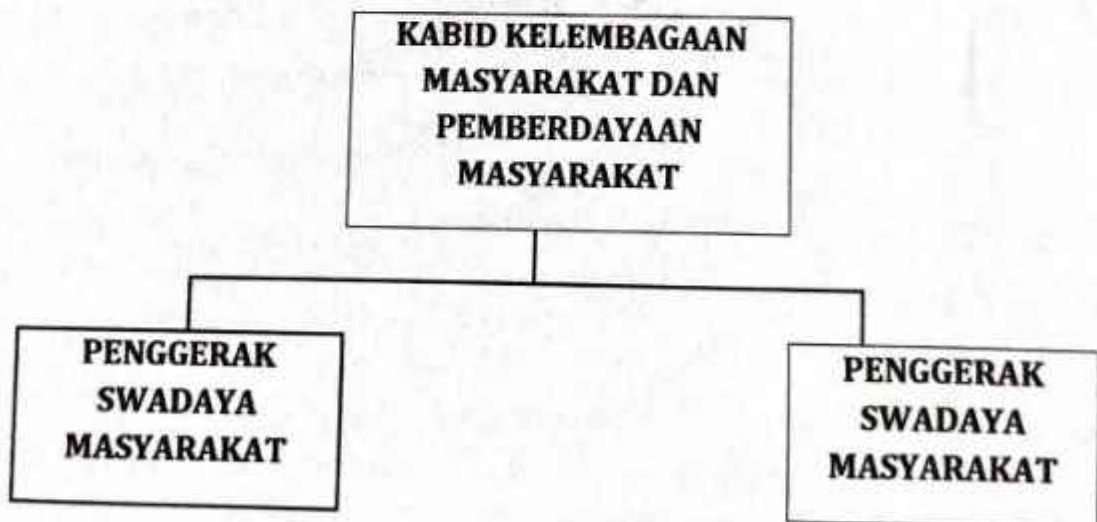 KABID KELEMBAGAAN
MASYARAKAT DAN
PEMBERDAYAAN
MASYARAKAT
PENGGERAK
SWADAYA
MASYARAKAT
PENGGERAK
SWADAYA
MASYARAKAT